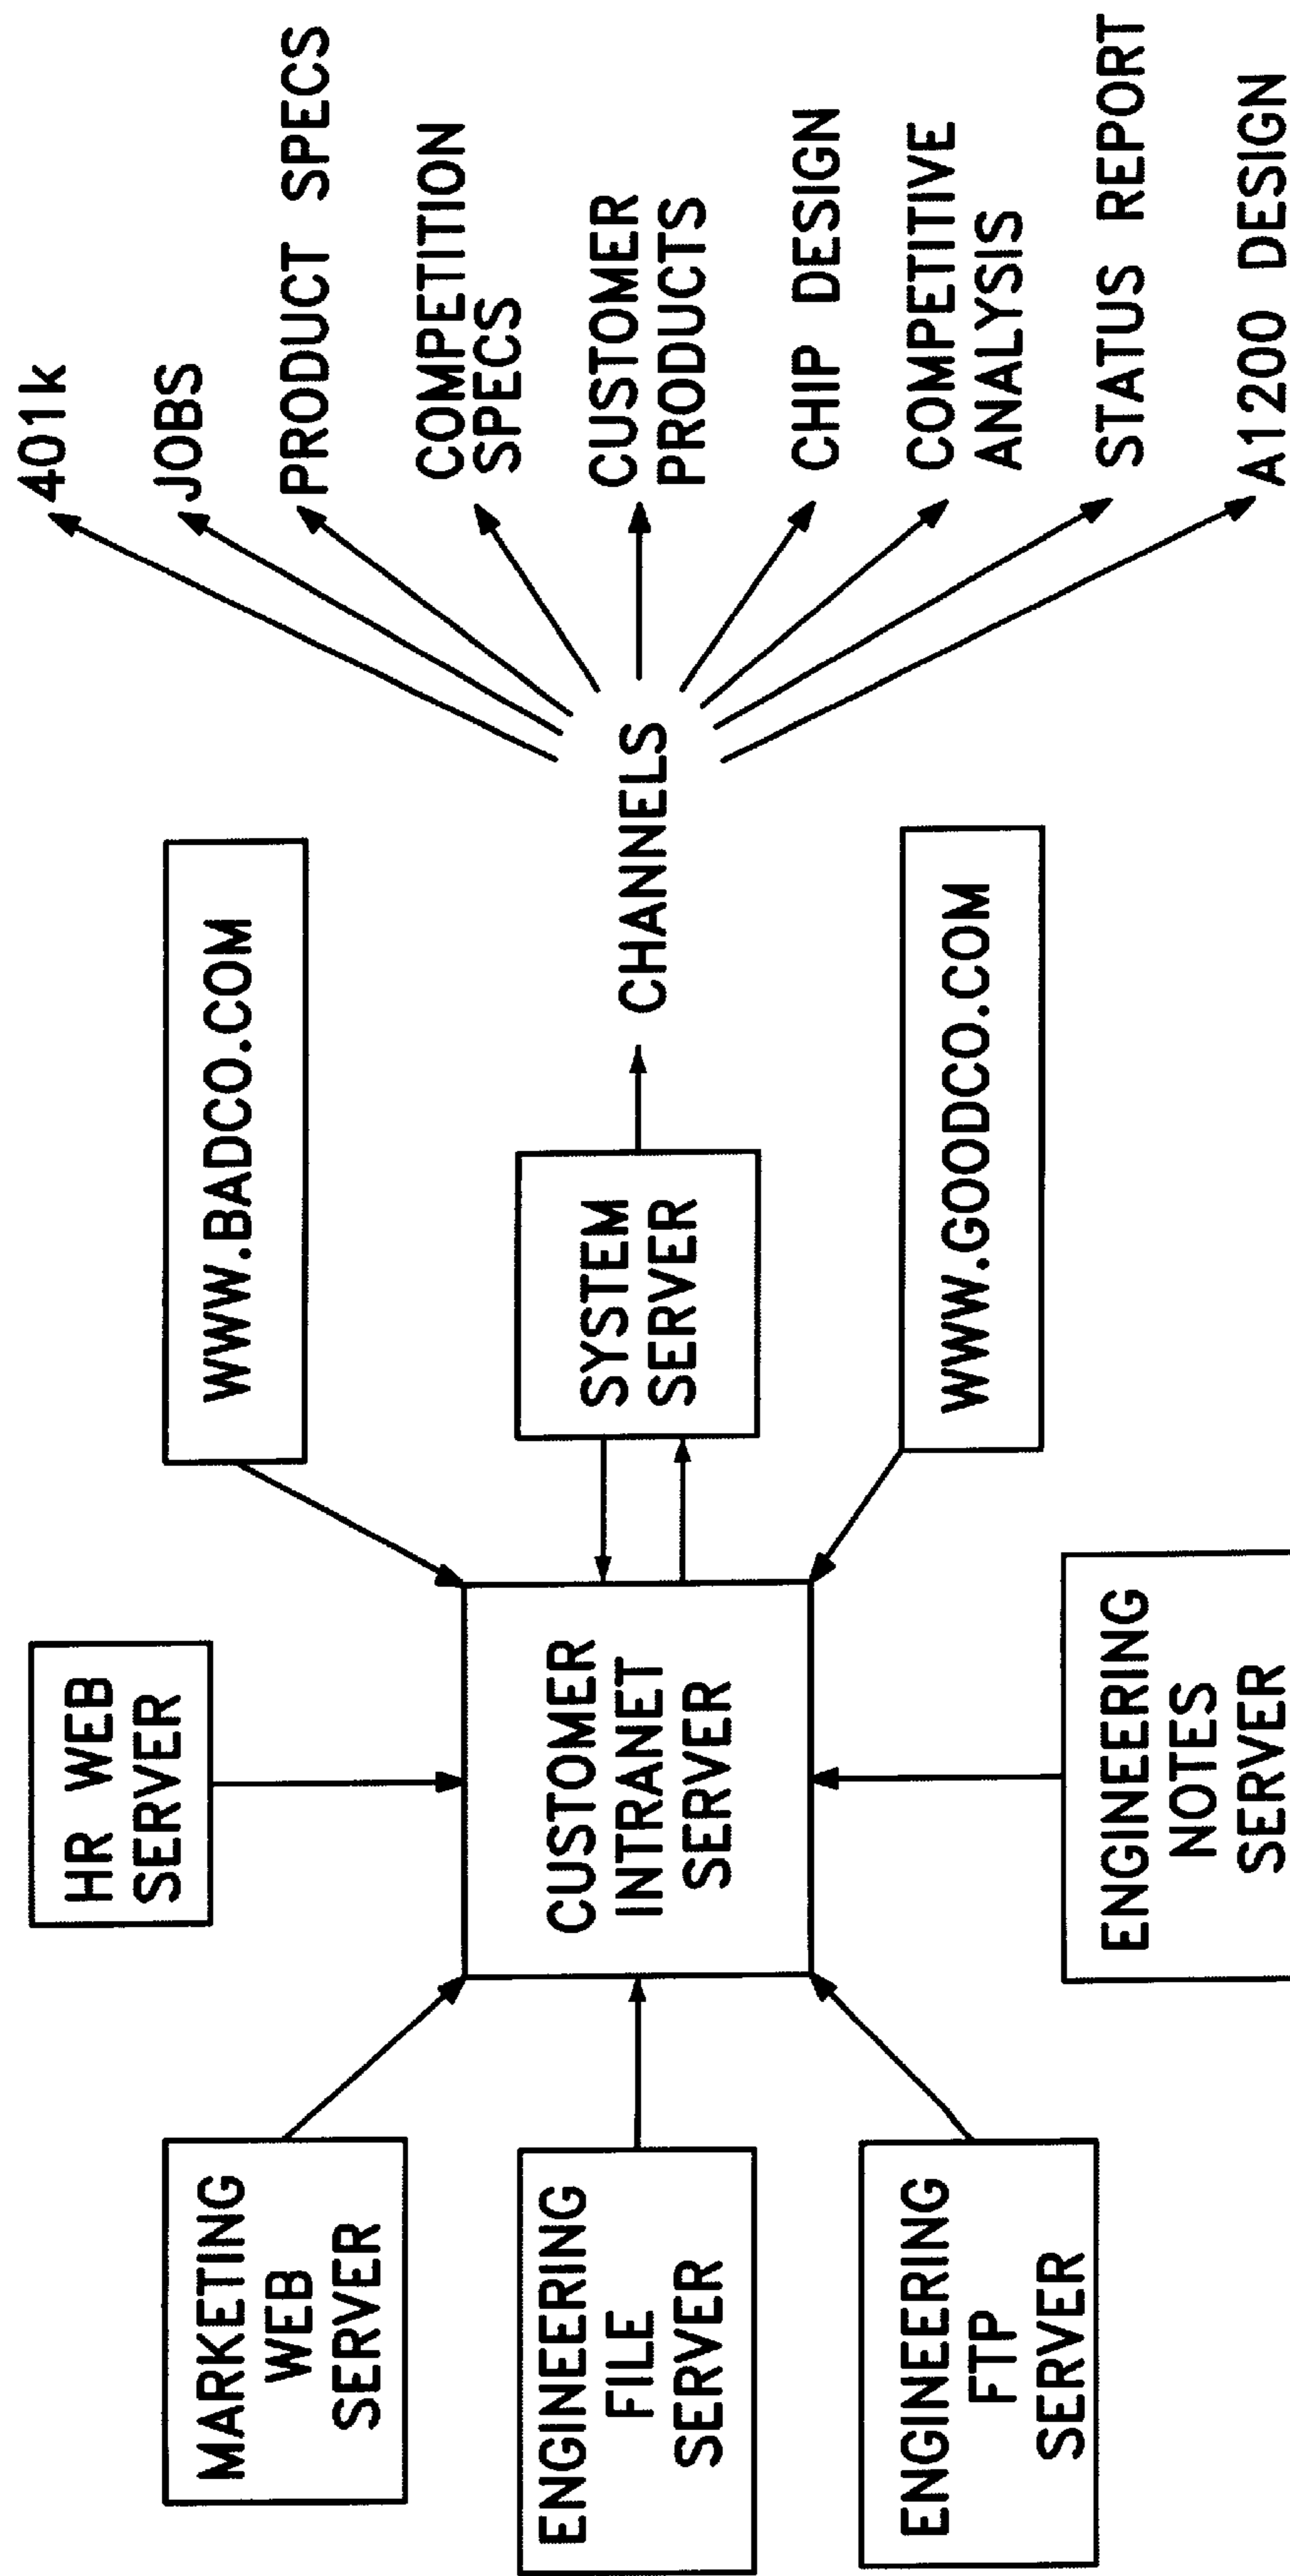 HR WEB
SERVER
MARKETING
WEB
SERVER
ENGINEERING
FILE
SERVER
ENGINEERING
FTP
SERVER
CUSTOMER
INTRANET
SERVER
ENGINEERING
NOTES
SERVER
WWW.BADCO.COM
SYSTEM
SERVER
WWW.GOODCO.COM
CHANNELS
401k
JOBS
PRODUCT SPECS
COMPETITION
SPECS
CUSTOMER
PRODUCTS
CHIP DESIGN
COMPETITIVE
ANALYSIS
STATUS REPORT
A1200 DESIGN